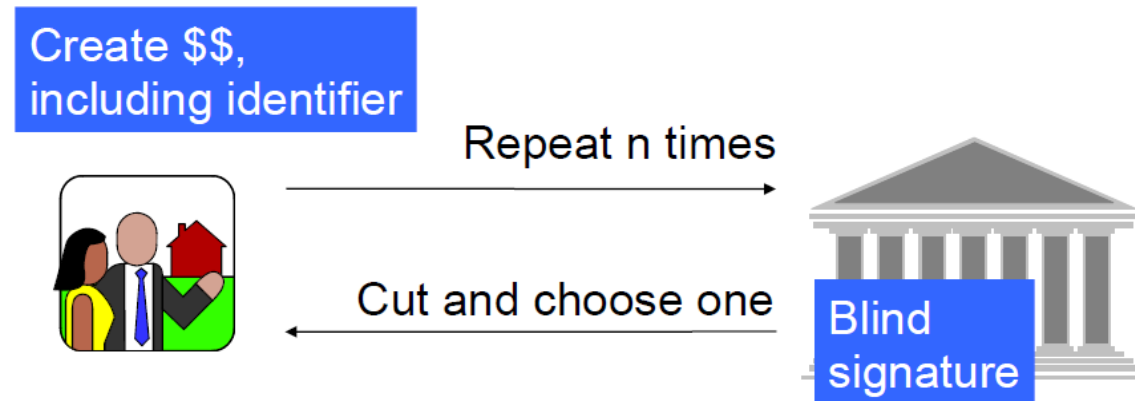 Create $$,
including identifier
Repeat n times
Cut and choose one
Blind
signature